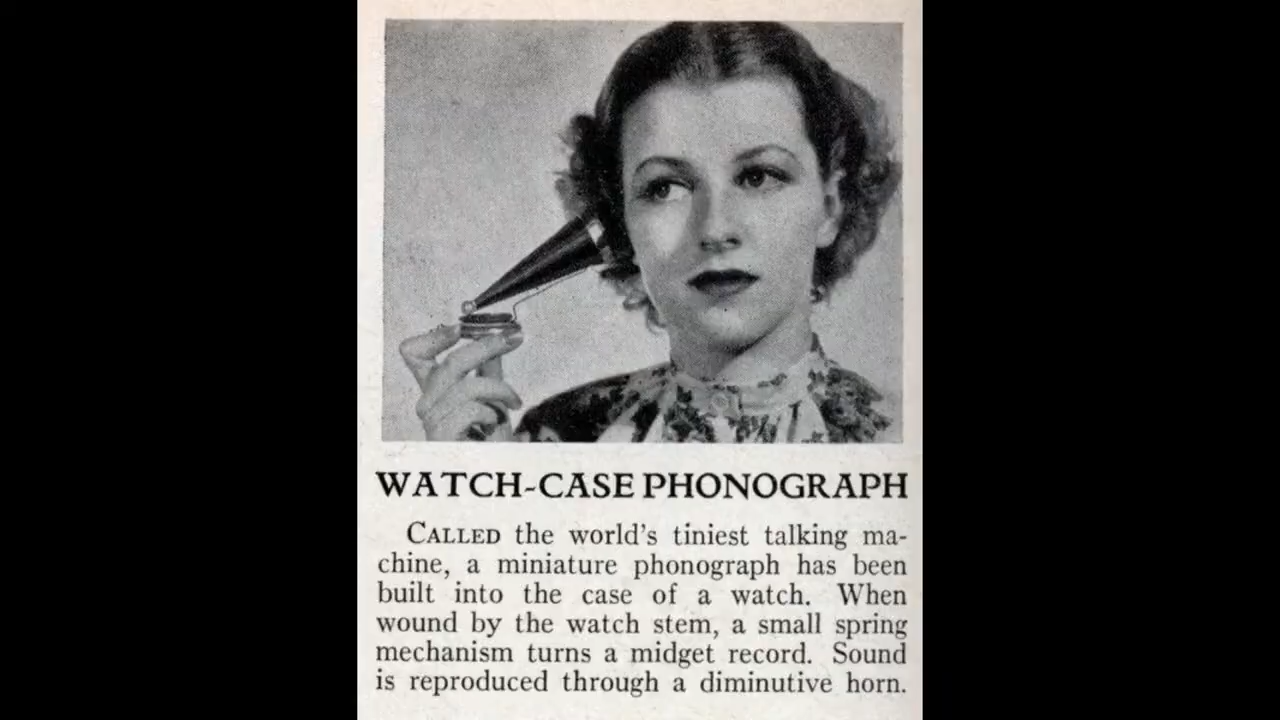 WATCH-CASE PHONOGRAPH
CALLED the world's tiniest talking ma-
chine, a miniature phonograph has been
built into the case of a watch. When
wound by the watch stem, a small spring
mechanism turns a midget record. Sound
is reproduced through a diminutive horn.